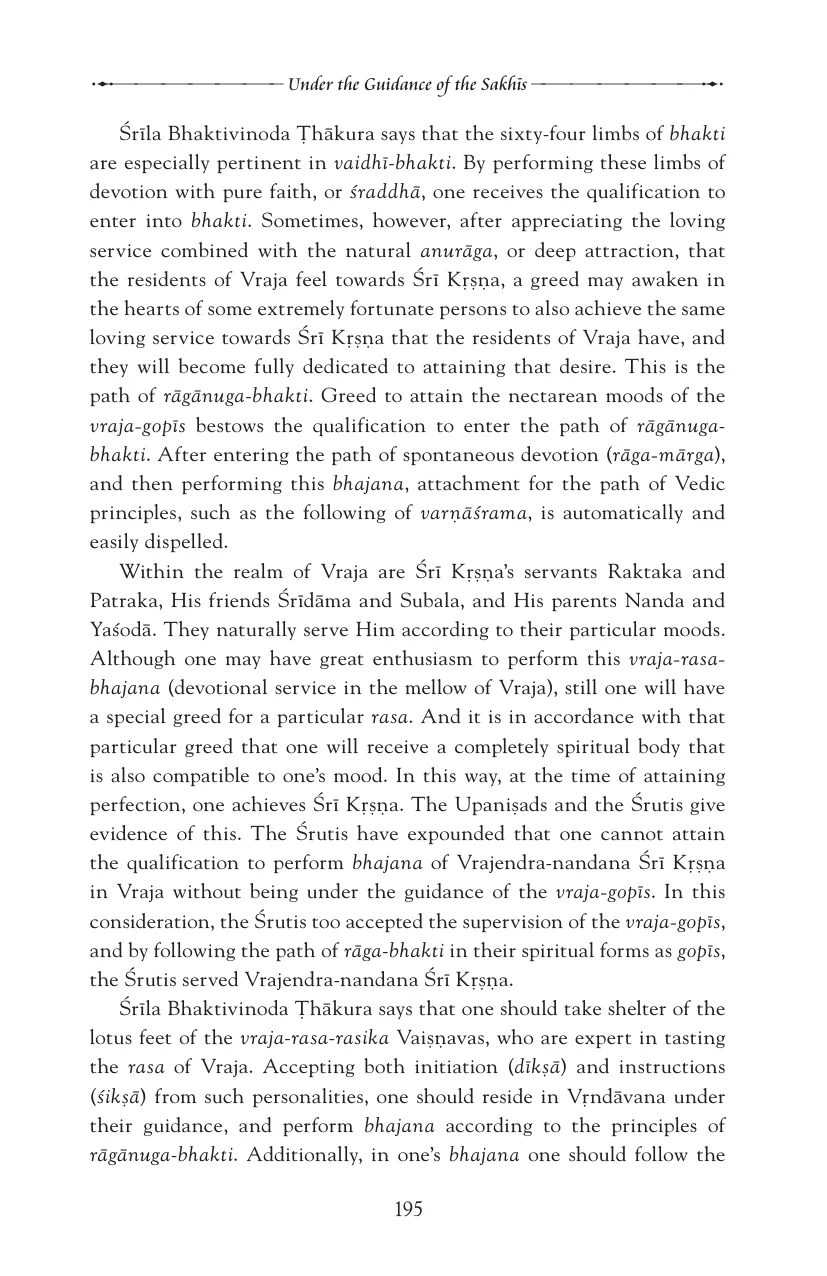 Under the Guidance of the Sakhīs
Śrīla Bhaktivinoda Ṭhākura says that the sixty-four limbs of bhakti
are especially pertinent in vaidhī-bhakti. By performing these limbs of
devotion with pure faith, or śraddhā, one receives the qualification to
enter into bhakti. Sometimes, however, after appreciating the loving
service combined with the natural anurāga, or deep attraction, that
the residents of Vraja feel towards Śrī Kṛṣṇa, a greed may awaken in
the hearts of some extremely fortunate persons to also achieve the same
loving service towards Śrī Kṛṣṇa that the residents of Vraja have, and
they will become fully dedicated to attaining that desire. This is the
path of rāgānuga-bhakti. Greed to attain the nectarean moods of the
vraja-gopīs bestows the qualification to enter the path of rāgānuga-
bhakti. After entering the path of spontaneous devotion (rāga-mārga),
and then performing this bhajana, attachment for the path of Vedic
principles, such as the following of varṇāśrama, is automatically and
easily dispelled.
Within the realm of Vraja are Śrī Kṛṣṇa’s servants Raktaka and
Patraka, His friends Śrīdāma and Subala, and His parents Nanda and
Yaśodā. They naturally serve Him according to their particular moods.
Although one may have great enthusiasm to perform this vraja-rasa-
bhajana (devotional service in the mellow of Vraja), still one will have
a special greed for a particular rasa. And it is in accordance with that
particular greed that one will receive a completely spiritual body that
is also compatible to one’s mood. In this way, at the time of attaining
perfection, one achieves Śrī Kṛṣṇa. The Upaniṣads and the Śrutis give
evidence of this. The Śrutis have expounded that one cannot attain
the qualification to perform bhajana of Vrajendra-nandana Śrī Kṛṣṇa
in Vraja without being under the guidance of the vraja-gopīs. In this
consideration, the Śrutis too accepted the supervision of the vraja-gopīs,
and by following the path of rāga-bhakti in their spiritual forms as gopīs,
the Śrutis served Vrajendra-nandana Śrī Kṛṣṇa.
Śrīla Bhaktivinoda Ṭhākura says that one should take shelter of the
lotus feet of the vraja-rasa-rasika Vaiṣṇavas, who are expert in tasting
the rasa of Vraja. Accepting both initiation (dīkṣā) and instructions
(śikṣā) from such personalities, one should reside in Vṛndāvana under
their guidance, and perform bhajana according to the principles of
rāgānuga-bhakti. Additionally, in one’s bhajana one should follow the
195